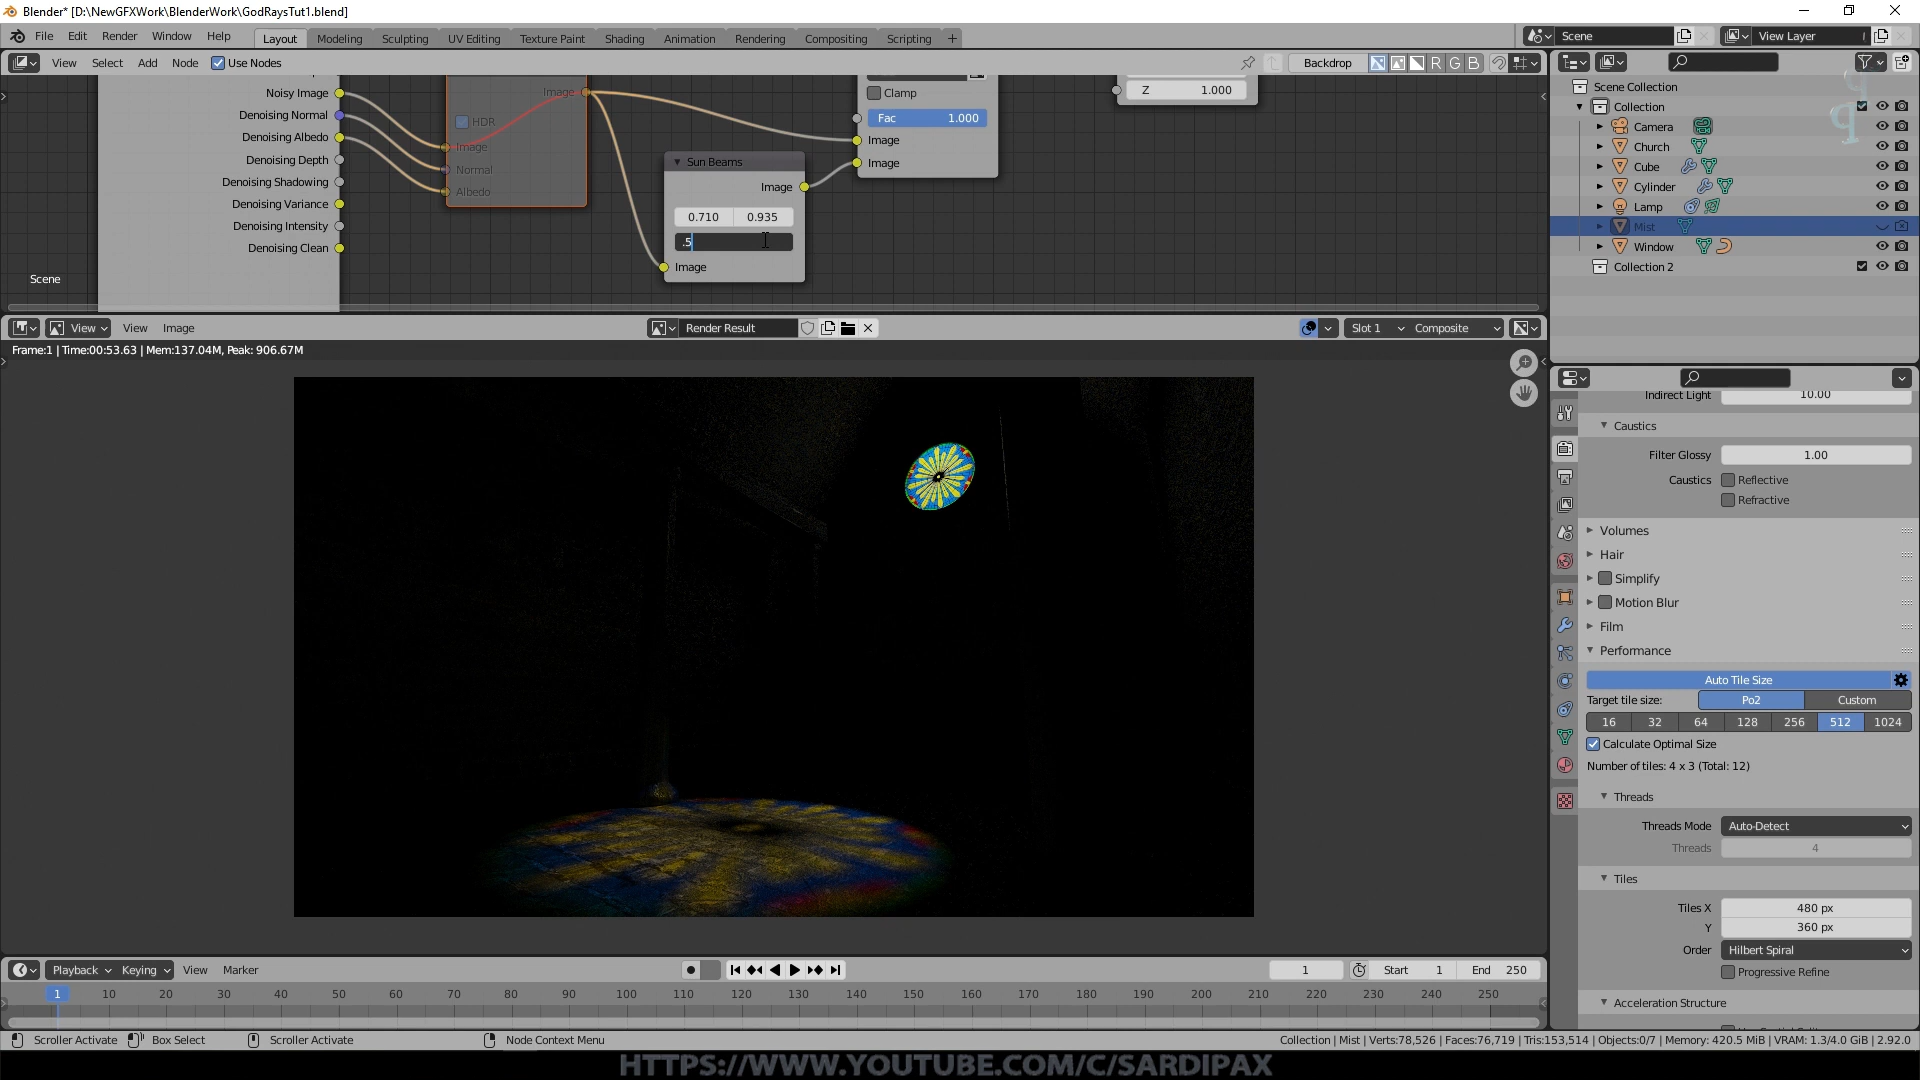 Blender* [D:\NewGFXWork\BlenderWork\GodRaysTut1.blend]
File Edit Render Window Help Layout Modeling Sculpting UV Editing Texture Paint Shading Animation Rendering Compositing Scripting + Scene View Layer
View Select Add Node Use Nodes Backdrop R G B
Noisy Image
Denoising Normal
Denoising Albedo
Denoising Depth
Denoising Shadowing
Denoising Variance
Denoising Intensity
Denoising Clean
Scene
Image
HDR
Image
Normal
Albedo
Sun Beams
Image
0.710 0.935
.5
Image
Clamp
Fac 1.000
Image
Image
Z 1.000
Scene Collection
Collection
Camera
Church
Cube
Cylinder
Lamp
Mist
Window
Collection 2
View View Image Render Result Slot 1 Composite
Frame:1 | Time:00:53.63 | Mem:137.04M, Peak: 906.67M
Indirect Light 10.00
Caustics
Filter Glossy 1.00
Caustics Reflective
Refractive
Volumes
Hair
Simplify
Motion Blur
Film
Performance
Auto Tile Size
Target tile size: Po2 Custom
16 32 64 128 256 512 1024
Calculate Optimal Size
Number of tiles: 4 x 3 (Total: 12)
Threads
Threads Mode Auto-Detect
Threads 4
Tiles
Tiles X 480 px
Y 360 px
Order Hilbert Spiral
Progressive Refine
Acceleration Structure
Playback Keying View Marker 1 Start 1 End 250
1 10 20 30 40 50 60 70 80 90 100 110 120 130 140 150 160 170 180 190 200 210 220 230 240 250
Scroller Activate Box Select Scroller Activate Node Context Menu Collection | Mist | Verts:78,526 | Faces:76,719 | Tris:153,514 | Objects:0/7 | Memory: 420.5 MiB | VRAM: 1.3/4.0 GiB | 2.92.0
HTTPS://WWW.YOUTUBE.COM/C/SARDIPAX